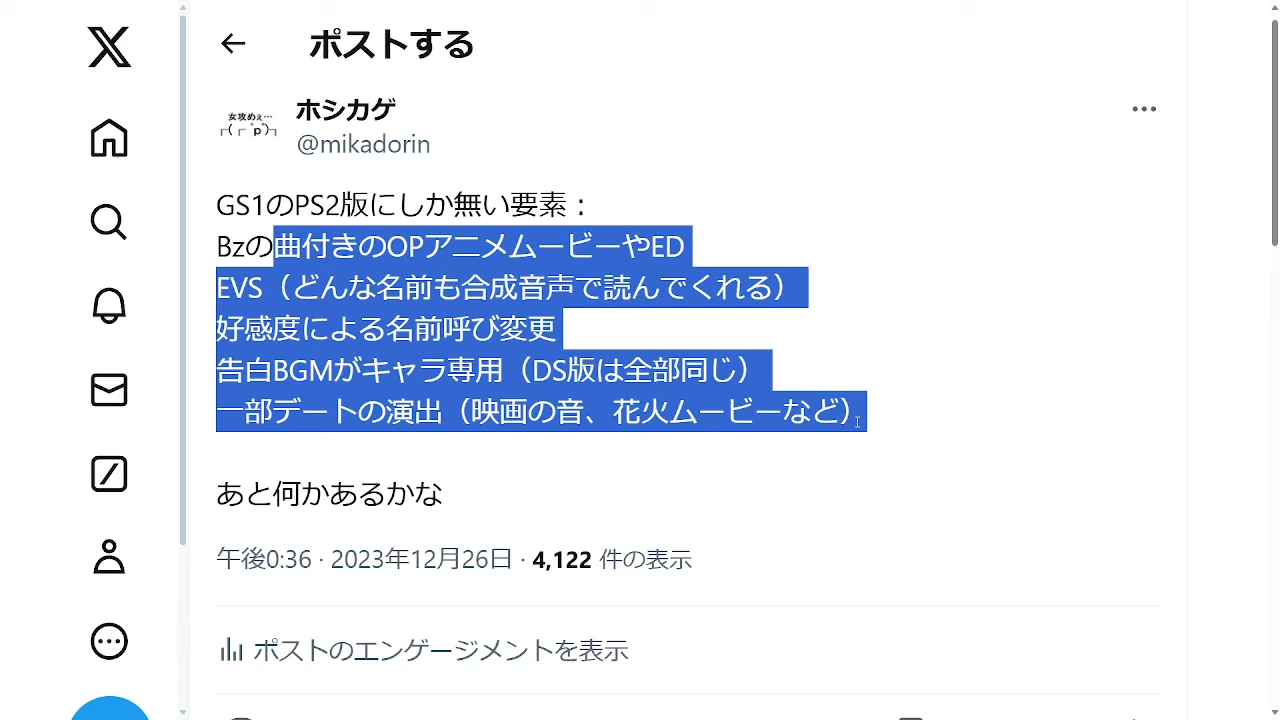 ポストする
女攻めぇ…
ホシカゲ
@mikadorin
GS1のPS2版にしか無い要素：
Bzの曲付きのOPアニメムービーやED
EVS（どんな名前も合成音声で読んでくれる）
好感度による名前呼び変更
告白BGMがキャラ専用（DS版は全部同じ）
一部デートの演出（映画の音、花火ムービーなど）
あと何かあるかな
午後0:36 · 2023年12月26日 · 4,122 件の表示
ポストのエンゲージメントを表示